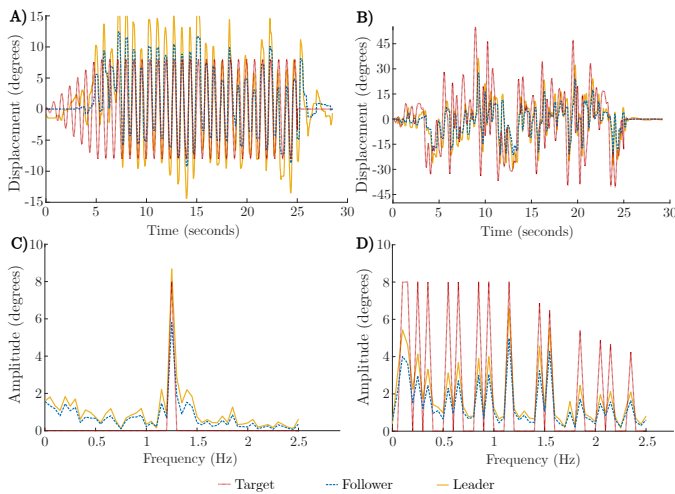 A)
Displacement (degrees)
15
10
5
0
-5
-10
-15
0 5 10 15 20 25 30
Time (seconds)
B)
Displacement (degrees)
45
30
15
0
-15
-30
-45
0 5 10 15 20 25 30
Time (seconds)
C)
Amplitude (degrees)
10
8
6
4
2
0
0 0.5 1 1.5 2 2.5
Frequency (Hz)
D)
Amplitude (degrees)
10
8
6
4
2
0
0 0.5 1 1.5 2 2.5
Frequency (Hz)
Target Follower Leader